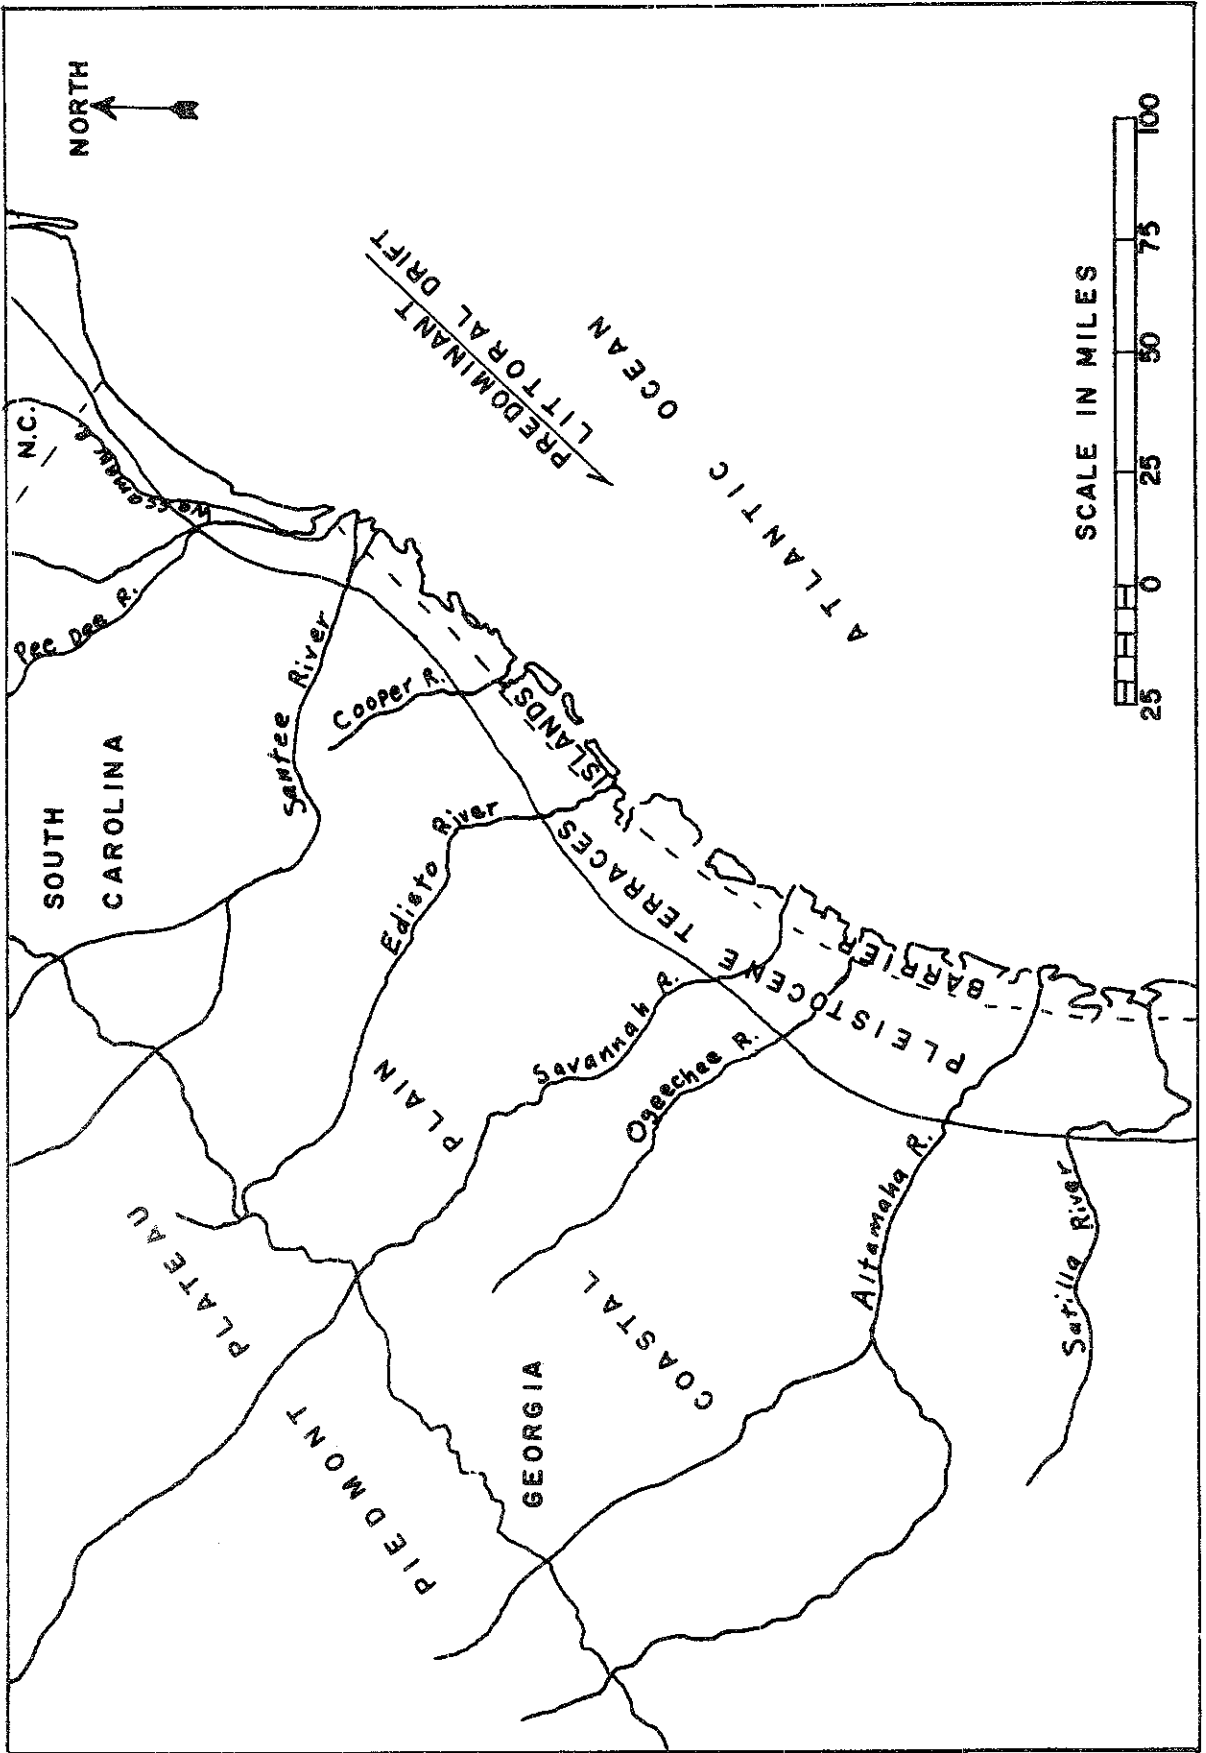 NORTH
N.C.
SOUTH
CAROLINA
Pee Dee R.
Waccamaw R.
Santee River
Cooper R.
Edisto River
PREDOMINANT
LITTORAL DRIFT
ATLANTIC OCEAN
PIEDMONT PLATEAU
COASTAL PLAIN
PLEISTOCENE TERRACES
BARRIER ISLANDS
Savannah R.
Ogeechee R.
GEORGIA
Altamaha R.
Satilla River
SCALE IN MILES
25 0 25 50 75 100